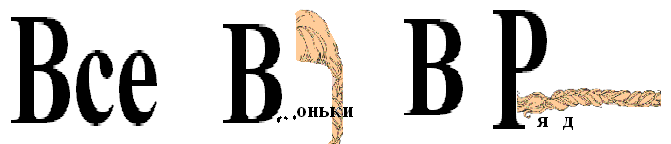 Все В ...оньки В Р я д